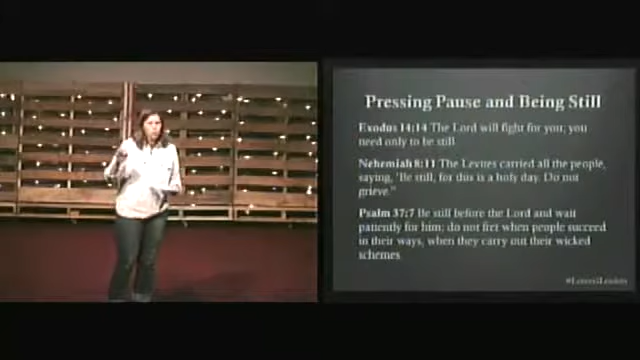 Pressing Pause and Being Still
Exodus 14:14 The Lord will fight for you; you
need only to be still.
Nehemiah 8:11 The Levites carried all the people,
saying, "Be still, for this is a holy day. Do not
grieve."
Psalm 37:7 Be still before the Lord and wait
patiently for him; do not fret when people succeed
in their ways, when they carry out their wicked
schemes